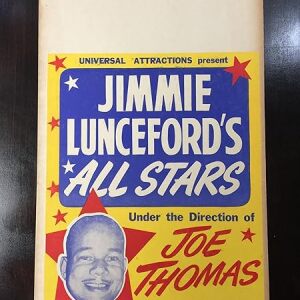 UNIVERSAL ATTRACTIONS present
JIMMIE
LUNCEFORD'S
ALL STARS
Under the Direction of
JOE
THOMAS